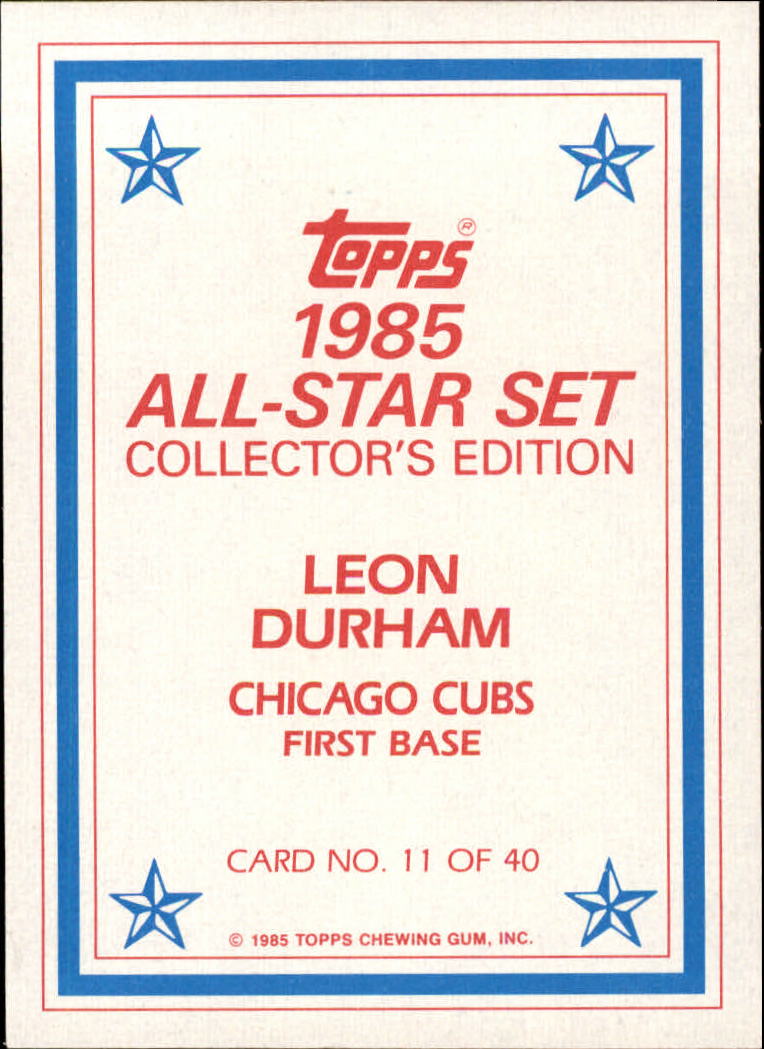 Topps®
1985
ALL-STAR SET
COLLECTOR'S EDITION
LEON
DURHAM
CHICAGO CUBS
FIRST BASE
CARD NO. 11 OF 40
© 1985 TOPPS CHEWING GUM, INC.